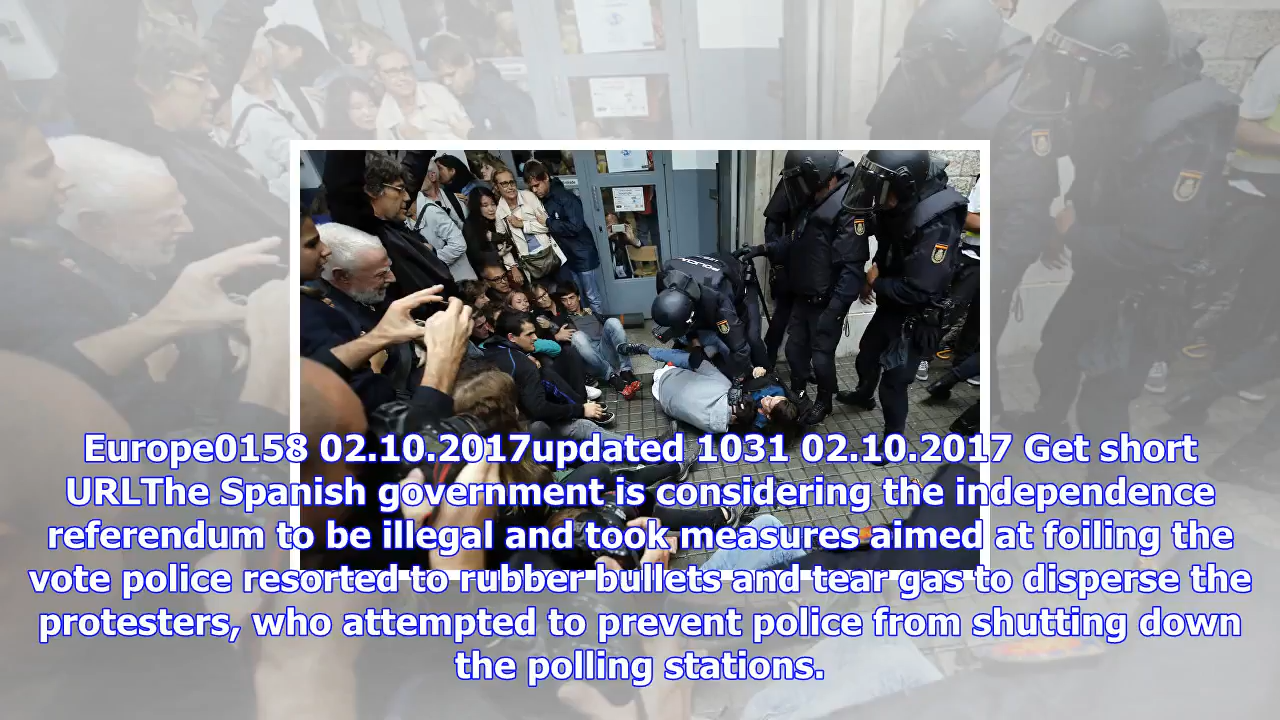 POLICIA
Europe0158 02.10.2017updated 1031 02.10.2017 Get short
URLThe Spanish government is considering the independence
referendum to be illegal and took measures aimed at foiling the
vote police resorted to rubber bullets and tear gas to disperse the
protesters, who attempted to prevent police from shutting down
the polling stations.